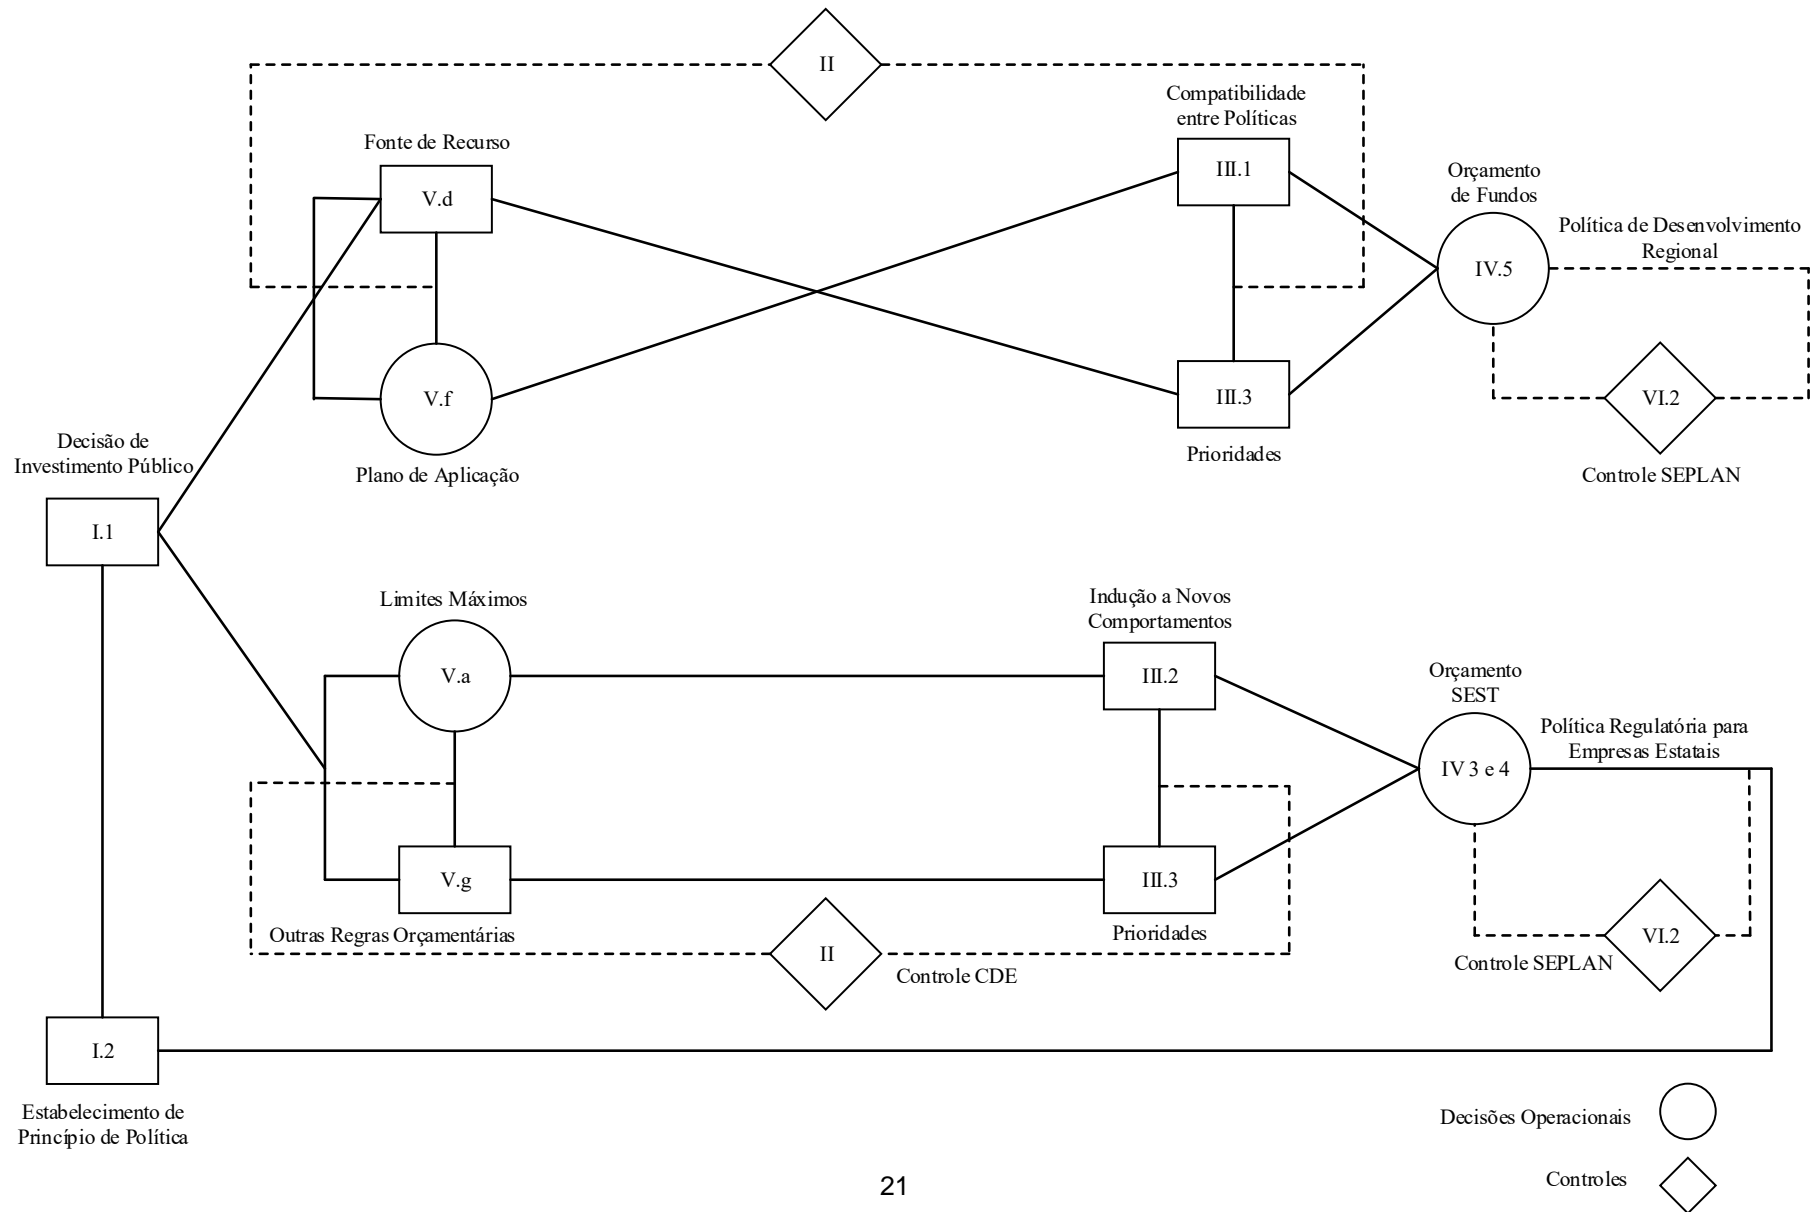 II
Compatibilidade
entre Políticas
Fonte de Recurso
III.1
V.d
Orçamento
de Fundos
Política de Desenvolvimento
Regional
IV.5
V.f
III.3
VI.2
Plano de Aplicação
Prioridades
Controle SEPLAN
Decisão de
Investimento Público
I.1
Limites Máximos
Indução a Novos
Comportamentos
V.a
III.2
Orçamento
SEST
Política Regulatória para
Empresas Estatais
IV 3 e 4
V.g
III.3
Outras Regras Orçamentárias
Prioridades
II
Controle CDE
VI.2
Controle SEPLAN
I.2
Estabelecimento de
Princípio de Política
Decisões Operacionais
Controles
21